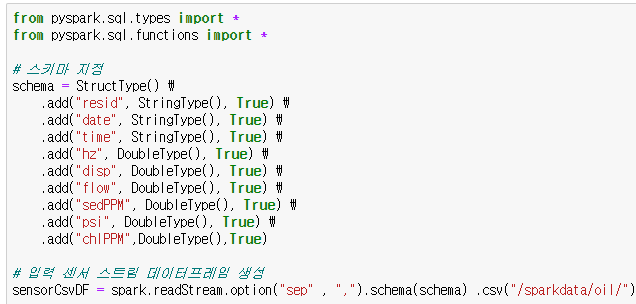 from pyspark.sql.types import *
from pyspark.sql.functions import *
# 스키마 지정
schema = StructType() ₩
.add("resid", StringType(), True) ₩
.add("date", StringType(), True) ₩
.add("time", StringType(), True) ₩
.add("hz", DoubleType(), True) ₩
.add("disp", DoubleType(), True) ₩
.add("flow", DoubleType(), True) ₩
.add("sedPPM", DoubleType(), True) ₩
.add("psi", DoubleType(), True) ₩
.add("chlPPM",DoubleType(),True)
# 입력 센서 스트림 데이터프레임 생성
sensorCsvDF = spark.readStream.option("sep" , ",").schema(schema) .csv("/sparkdata/oil/")